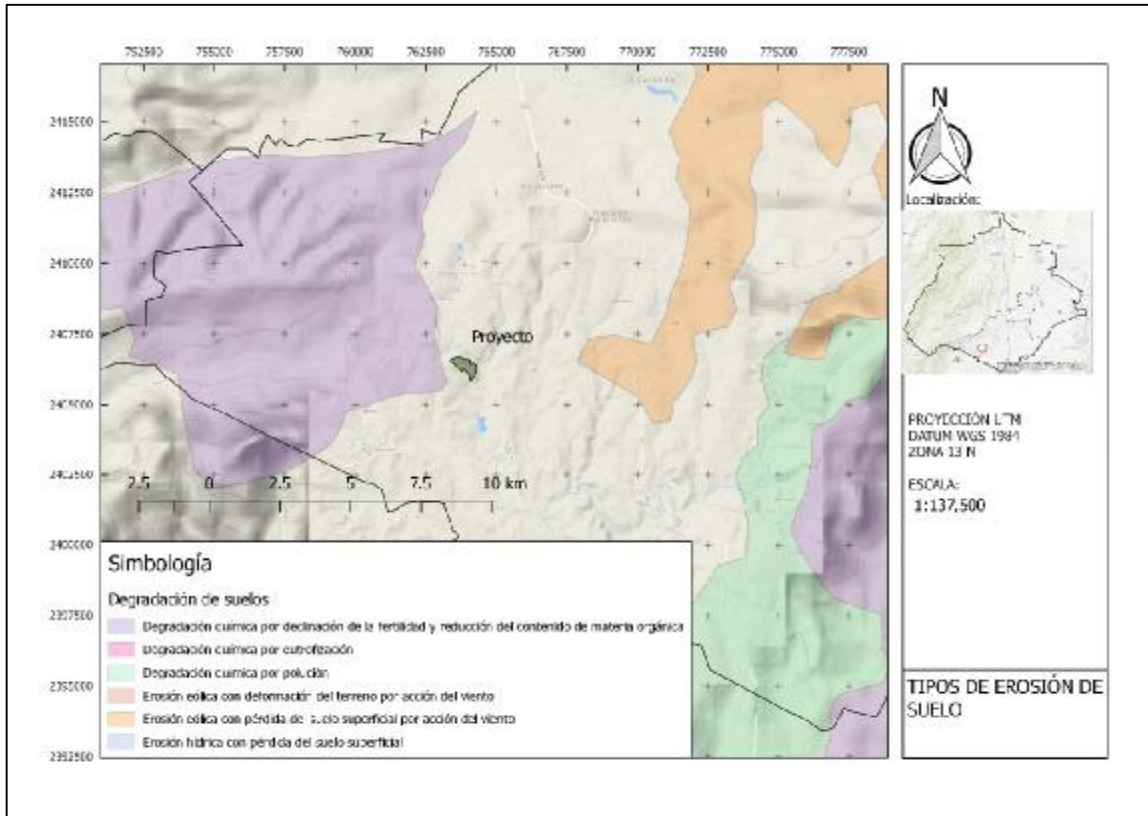 752500 755000 757500 760000 762500 765000 767500 770000 772500 775000 777500
2415000
2412500
2410000
2407500
2405000
2402500
2400000
2397500
2395000
2392500
Proyecto
2.5 0 2.5 5 7.5 10 km
Simbología
Degradación de suelos
Degradación química por declinación de la fertilidad y reducción del contenido de materia orgánica
Degradación química por eutrofización
Degradación química por polución
Erosión eólica con deformación del terreno por acción del viento
Erosión eólica con pérdida de suelo superficial por acción del viento
Erosión hídrica con pérdida del suelo superficial
N
Localización:
PROYECCIÓN UTM
DATUM WGS 1984
ZONA 13 N
ESCALA:
1:137,500
TIPOS DE EROSIÓN DE
SUELO